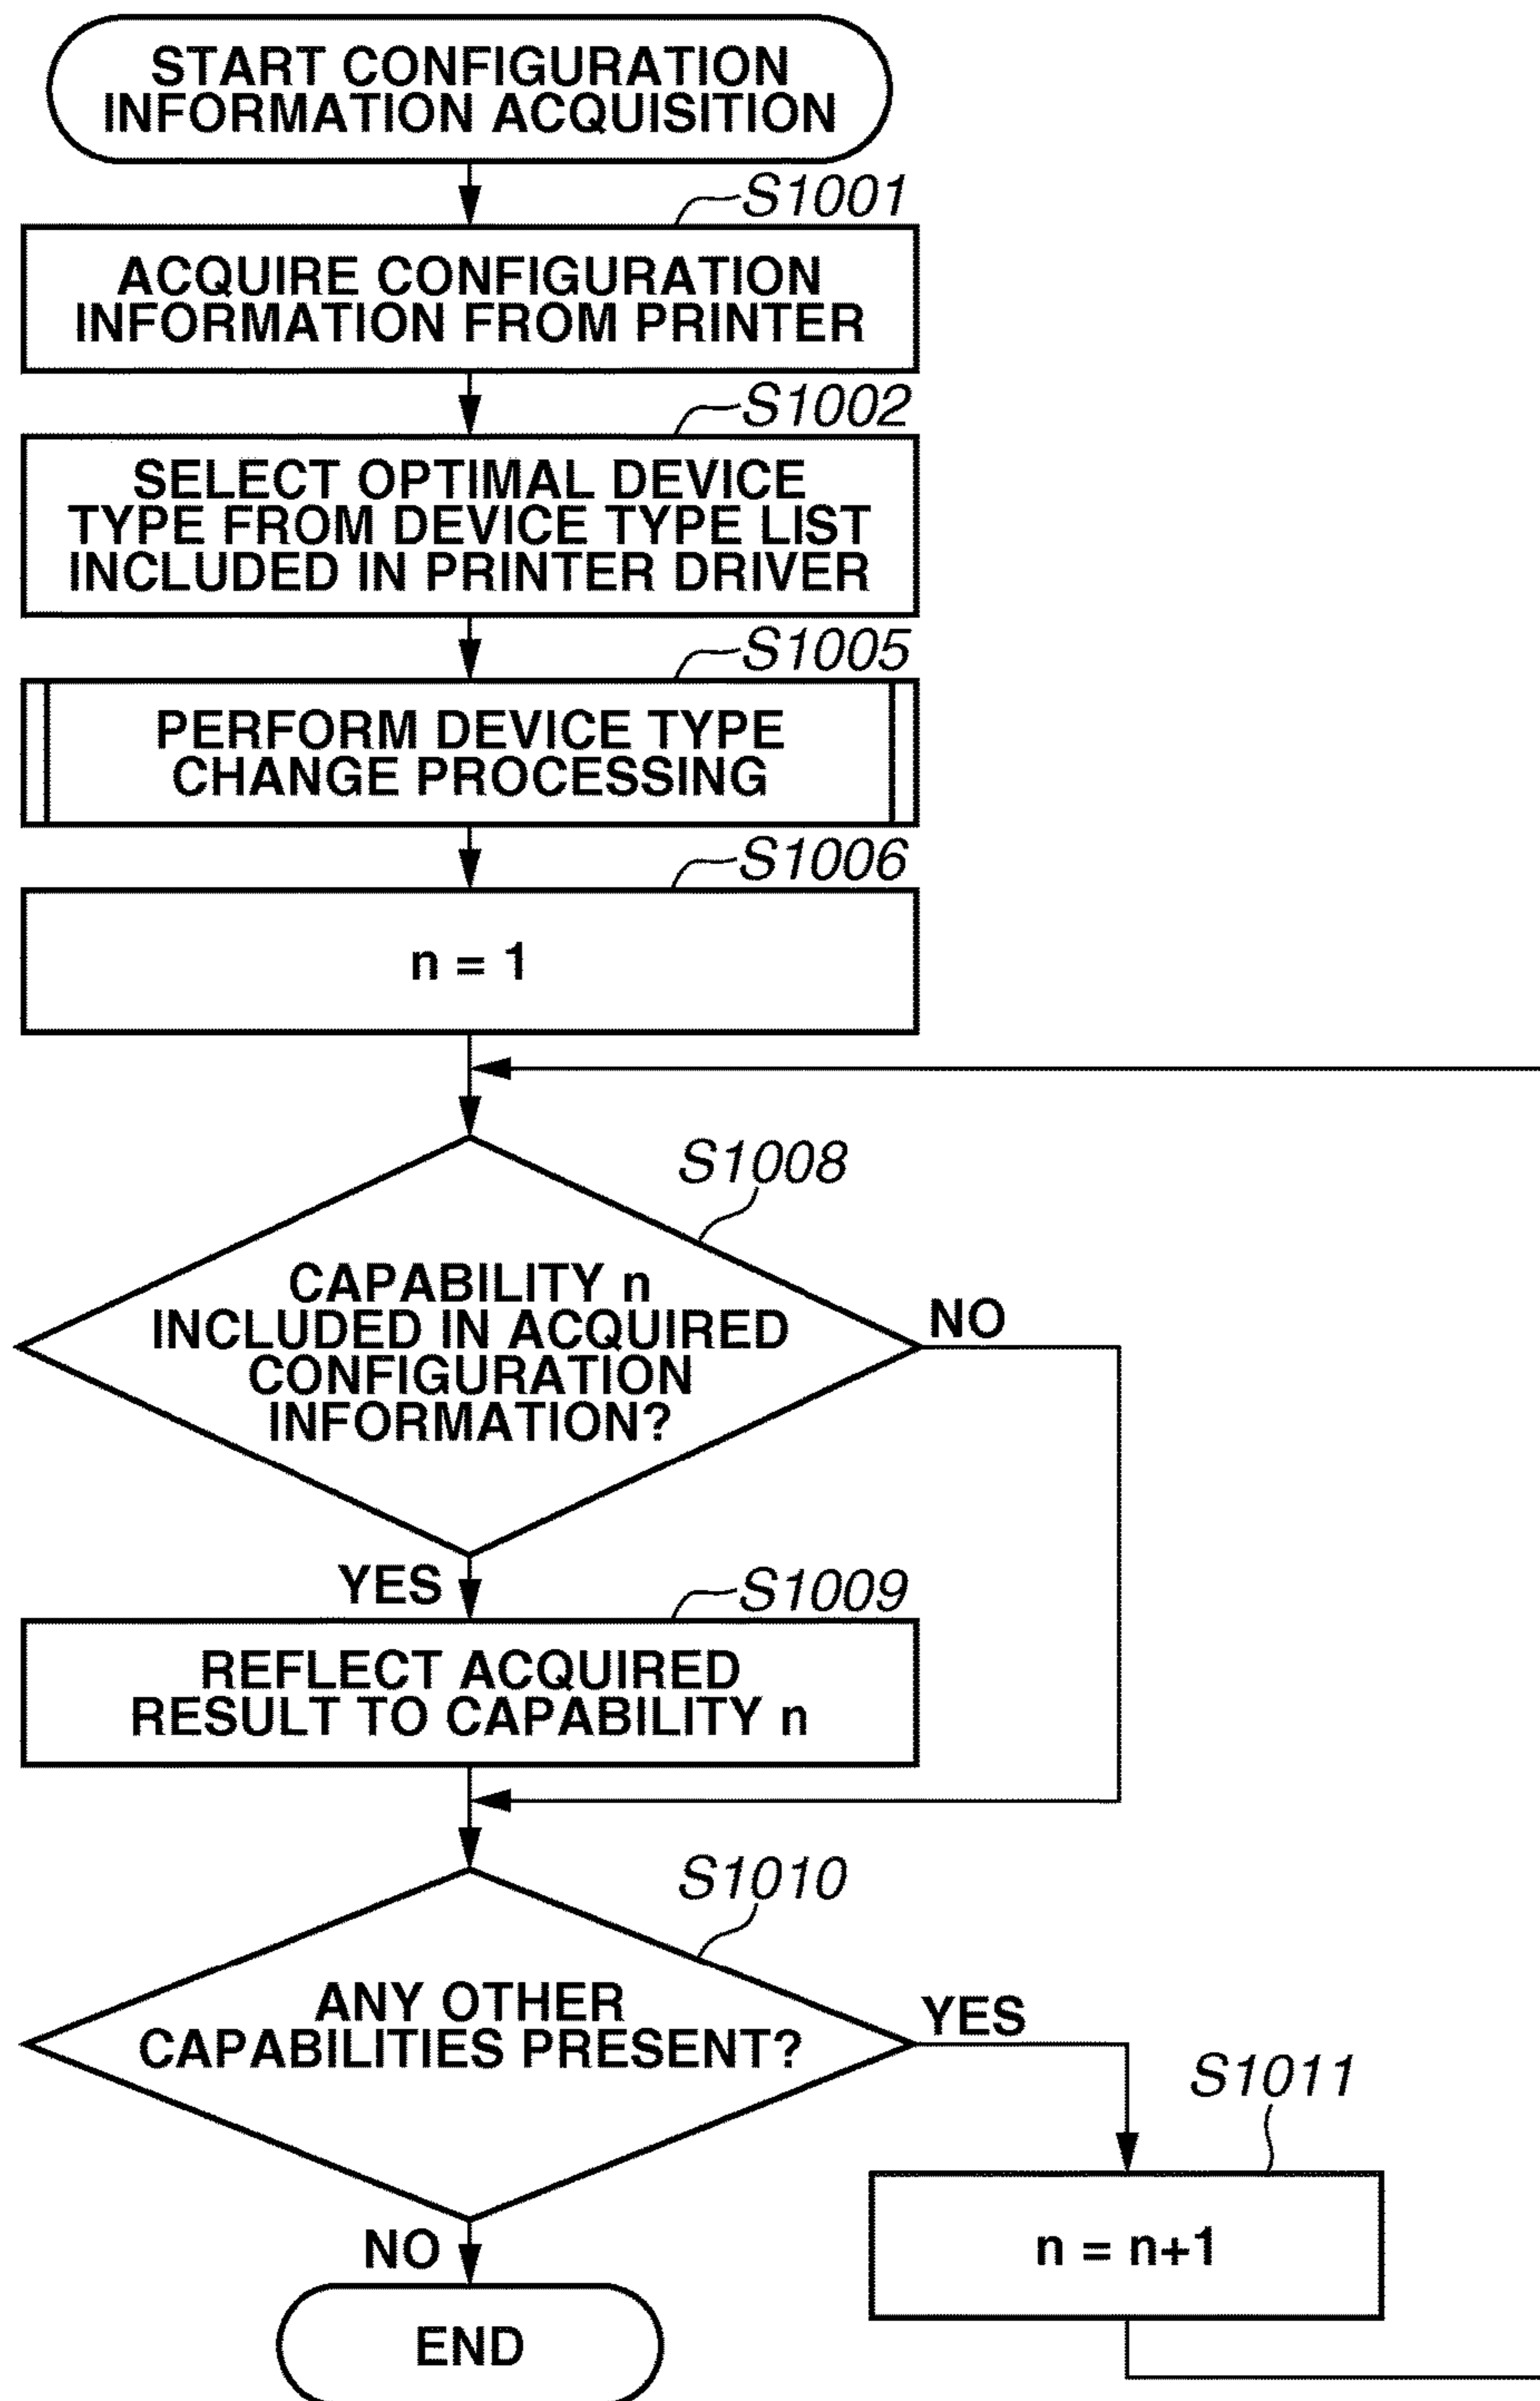 START CONFIGURATION
INFORMATION ACQUISITION
S1001
ACQUIRE CONFIGURATION
INFORMATION FROM PRINTER
S1002
SELECT OPTIMAL DEVICE
TYPE FROM DEVICE TYPE LIST
INCLUDED IN PRINTER DRIVER
S1005
PERFORM DEVICE TYPE
CHANGE PROCESSING
S1006
n = 1
S1008
CAPABILITY n
INCLUDED IN ACQUIRED
CONFIGURATION
INFORMATION?
NO
YES
S1009
REFLECT ACQUIRED
RESULT TO CAPABILITY n
S1010
ANY OTHER
CAPABILITIES PRESENT?
YES
S1011
n = n+1
NO
END